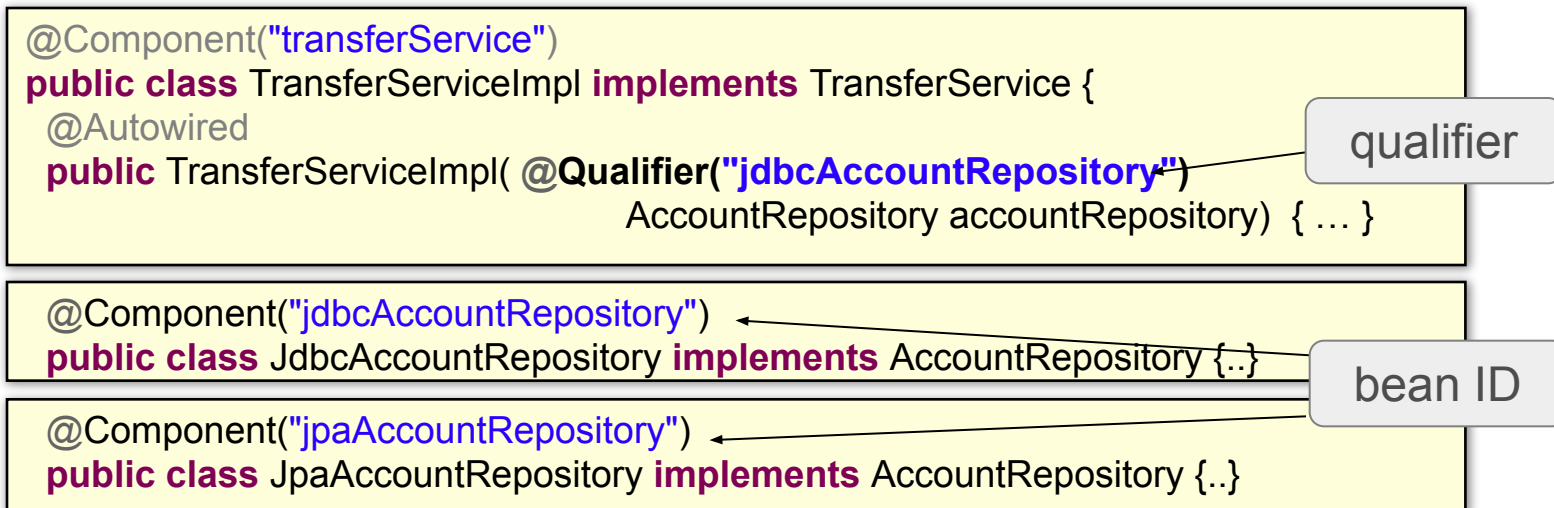 @Component("transferService")
public class TransferServiceImpl implements TransferService {
@Autowired
public TransferServiceImpl( @Qualifier("jdbcAccountRepository")
AccountRepository accountRepository) { … }
qualifier
@Component("jdbcAccountRepository")
public class JdbcAccountRepository implements AccountRepository {..}
bean ID
@Component("jpaAccountRepository")
public class JpaAccountRepository implements AccountRepository {..}